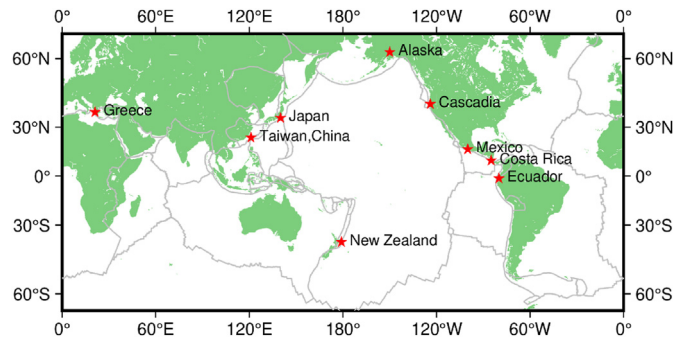 0° 60°E 120°E 180° 120°W 60°W 0°
60°N 60°N
Alaska
Cascadia
Greece
Japan
30°N 30°N
Taiwan,China
Mexico
Costa Rica
0° 0°
Ecuador
30°S 30°S
New Zealand
60°S 60°S
0° 60°E 120°E 180° 120°W 60°W 0°